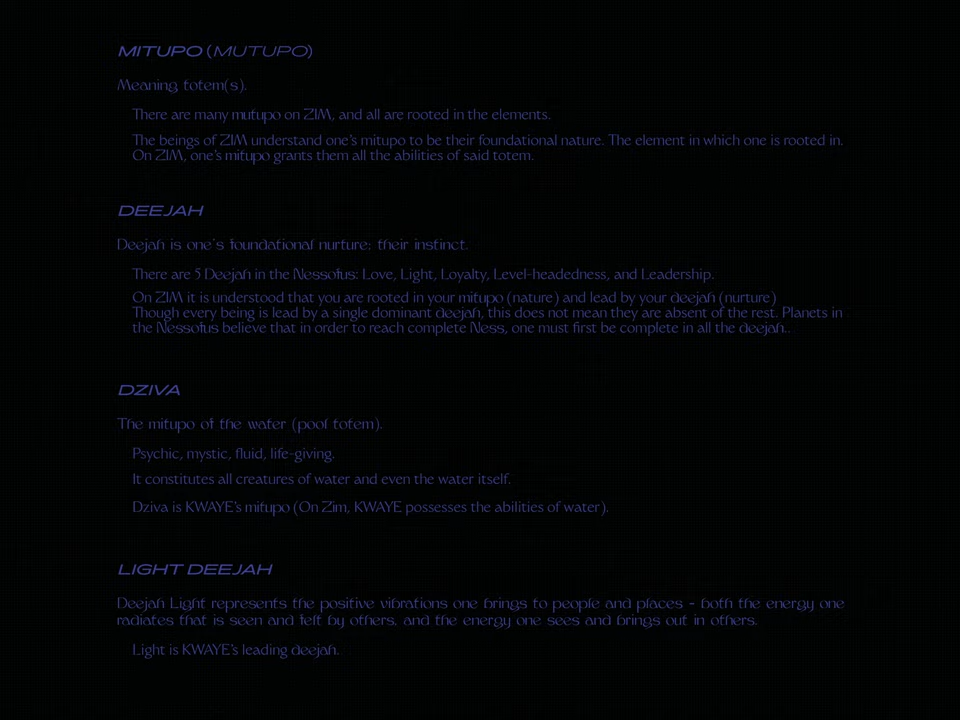 MITUPO (MUTUPO)
Meaning totem(s).
There are many mutupo on ZIM, and all are rooted in the elements.
The beings of ZIM understand one's mitupo to be their foundational nature. The element in which one is rooted in.
On ZIM, one's mitupo grants them all the abilities of said totem.
DEEJAH
Deejah is one's foundational nurture; their instinct.
There are 5 Deejah in the Nessofus: Love, Light, Loyalty, Level-headedness, and Leadership.
On ZIM it is understood that you are rooted in your mitupo (nature) and lead by your deejah (nurture)
Though every being is lead by a single dominant deejah, this does not mean they are absent of the rest. Planets in
the Nessofus believe that in order to reach complete Ness, one must first be complete in all the deejah..
DZIVA
The mitupo of the water (pool totem).
Psychic, mystic, fluid, life-giving.
It constitutes all creatures of water and even the water itself.
Dziva is KWAYE's mitupo (On Zim, KWAYE possesses the abilities of water).
LIGHT DEEJAH
Deejah Light represents the positive vibrations one brings to people and places - both the energy one
radiates that is seen and felt by others, and the energy one sees and brings out in others.
Light is KWAYE's leading deejah.